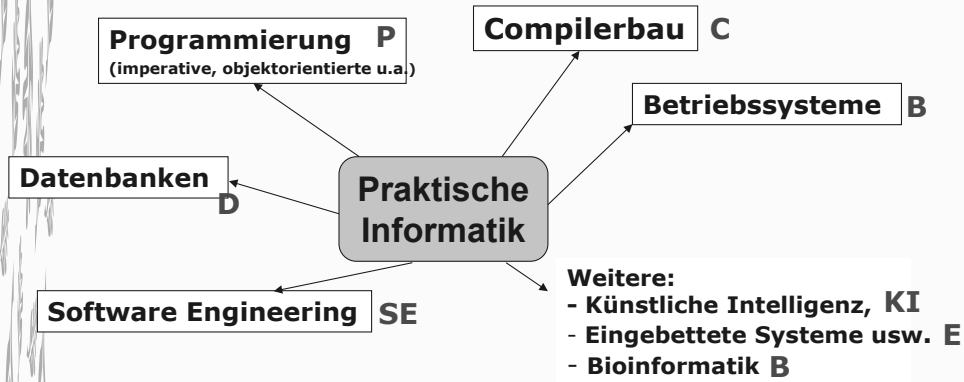 Programmierung P
(imperative, objektorientierte u.a.)
Compilerbau C
Betriebssysteme B
Datenbanken
D
Praktische
Informatik
Software Engineering SE
Weitere:
- Künstliche Intelligenz, KI
- Eingebettete Systeme usw. E
- Bioinformatik B